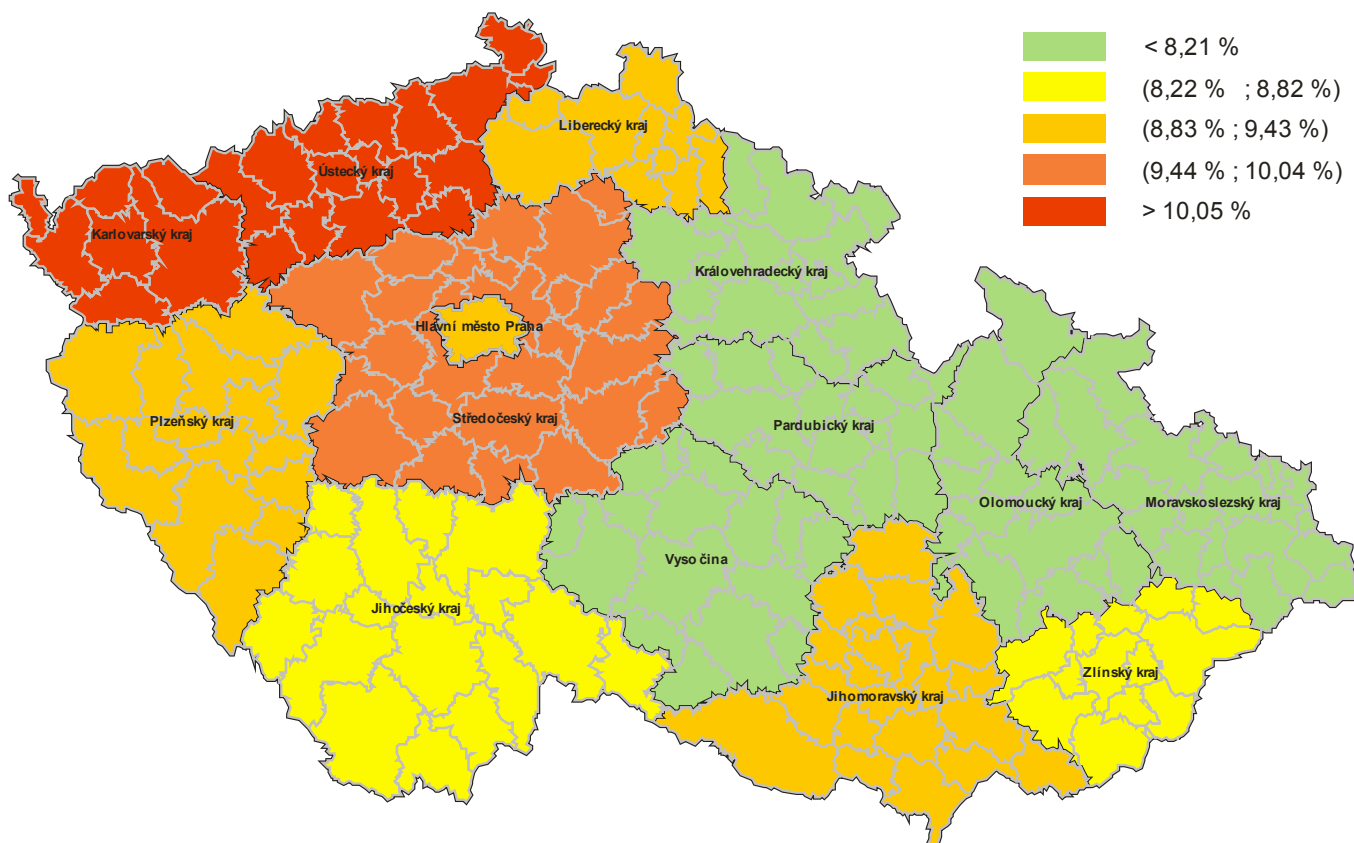 < 8,21 %
(8,22 % ; 8,82 %)
(8,83 % ; 9,43 %)
(9,44 % ; 10,04 %)
> 10,05 %
Liberecký kraj
Ústecký kraj
Karlovarský kraj
Královehradecký kraj
Hlavní město Praha
Plzeňský kraj
Středočeský kraj
Pardubický kraj
Olomoucký kraj
Moravskoslezský kraj
Vyso čina
Jihočeský kraj
Zlínský kraj
Jihomoravský kraj